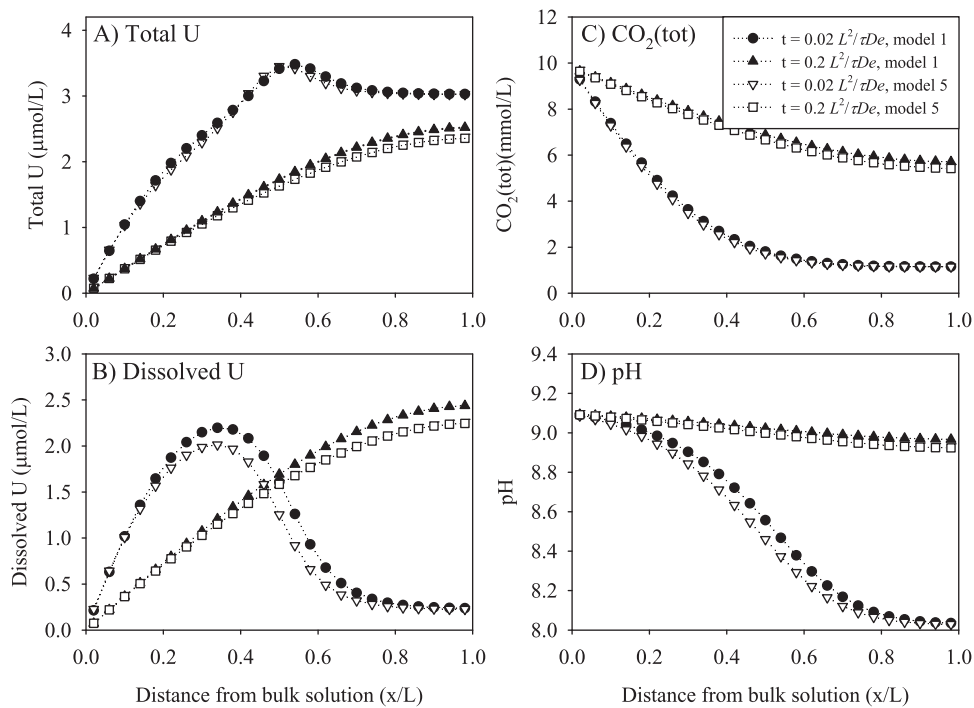 A) Total U
Total U (µmol/L)
4
3
2
1
0
0.0 0.2 0.4 0.6 0.8 1.0
C) CO2(tot)
CO2(tot)(mmol/L)
12
10
8
6
4
2
0
t = 0.02 L²/τDe, model 1
t = 0.2 L²/τDe, model 1
t = 0.02 L²/τDe, model 5
t = 0.2 L²/τDe, model 5
0.0 0.2 0.4 0.6 0.8 1.0
B) Dissolved U
Dissolved U (µmol/L)
3.0
2.5
2.0
1.5
1.0
0.5
0.0
0.0 0.2 0.4 0.6 0.8 1.0
Distance from bulk solution (x/L)
D) pH
pH
9.4
9.2
9.0
8.8
8.6
8.4
8.2
8.0
0.0 0.2 0.4 0.6 0.8 1.0
Distance from bulk solution (x/L)